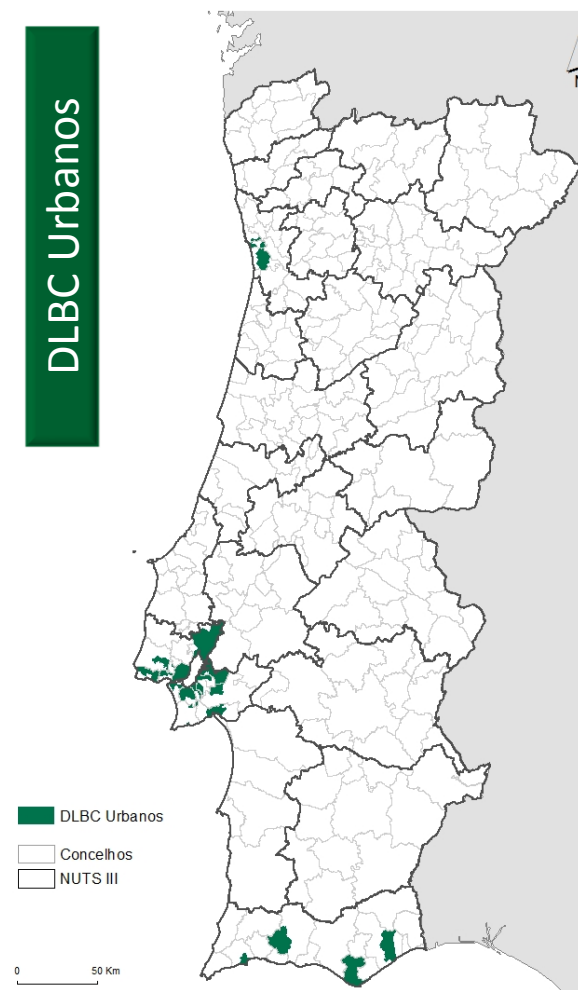 DLBC Urbanos
N
DLBC Urbanos
Concelhos
NUTS III
0 50 Km